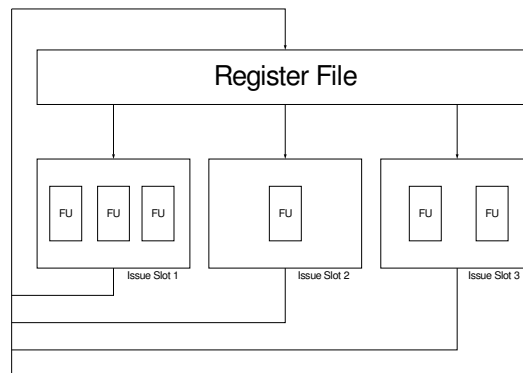 Register File
FU FU FU FU FU FU
Issue Slot 1 Issue Slot 2 Issue Slot 3